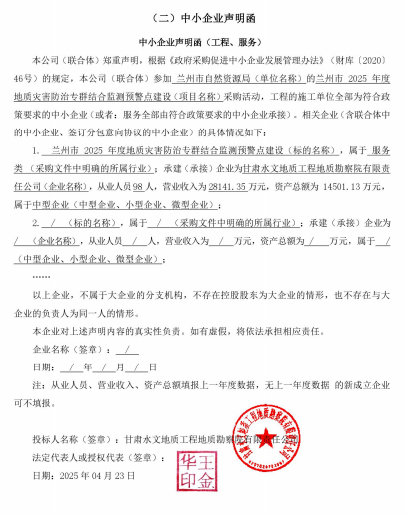 （二）中小企业声明函
中小企业声明函（工程、服务）
本公司（联合体）郑重声明，根据《政府采购促进中小企业发展管理办法》（财库〔2020〕
46号）的规定，本公司（联合体）参加 兰州市自然资源局（单位名称）的兰州市 2025 年度
地质灾害防治专群结合监测预警点建设（项目名称）采购活动，工程的施工单位全部为符合政
策要求的中小企业（或者：服务全部由符合政策要求的中小企业承接）。相关企业（含联合体中
的中小企业、签订分包意向协议的中小企业）的具体情况如下：
1. 兰州市 2025 年度地质灾害防治专群结合监测预警点建设（标的名称），属于 服务
类 （采购文件中明确的所属行业）；承建（承接）企业为甘肃水文地质工程地质勘察院有限责
任公司（企业名称），从业人员98 人，营业收入为 28141.35 万元，资产总额为 14501.13 万元，
属于中型企业（中型企业、小型企业、微型企业）；
2. / （标的名称），属于 / （采购文件中明确的所属行业）；承建（承接）企业为
/ （企业名称），从业人员 / 人，营业收入为 / 万元，资产总额为 / 万元，属于 /
（中型企业、小型企业、微型企业）；
……
以上企业，不属于大企业的分支机构，不存在控股股东为大企业的情形，也不存在与大
企业的负责人为同一人的情形。
本企业对上述声明内容的真实性负责。如有虚假，将依法承担相应责任。
企业名称（签章）： /
日期： / 年 / 月 / 日
注：从业人员、营业收入、资产总额填报上一年度数据，无上一年度数据 的新成立企业
可不填报。
投标人名称（签章）：甘肃水文地质工程地质勘察院有限责任公司
法定代表人或授权代表（签章）：
华王
印金
日期：2025 年 04 月 23 日